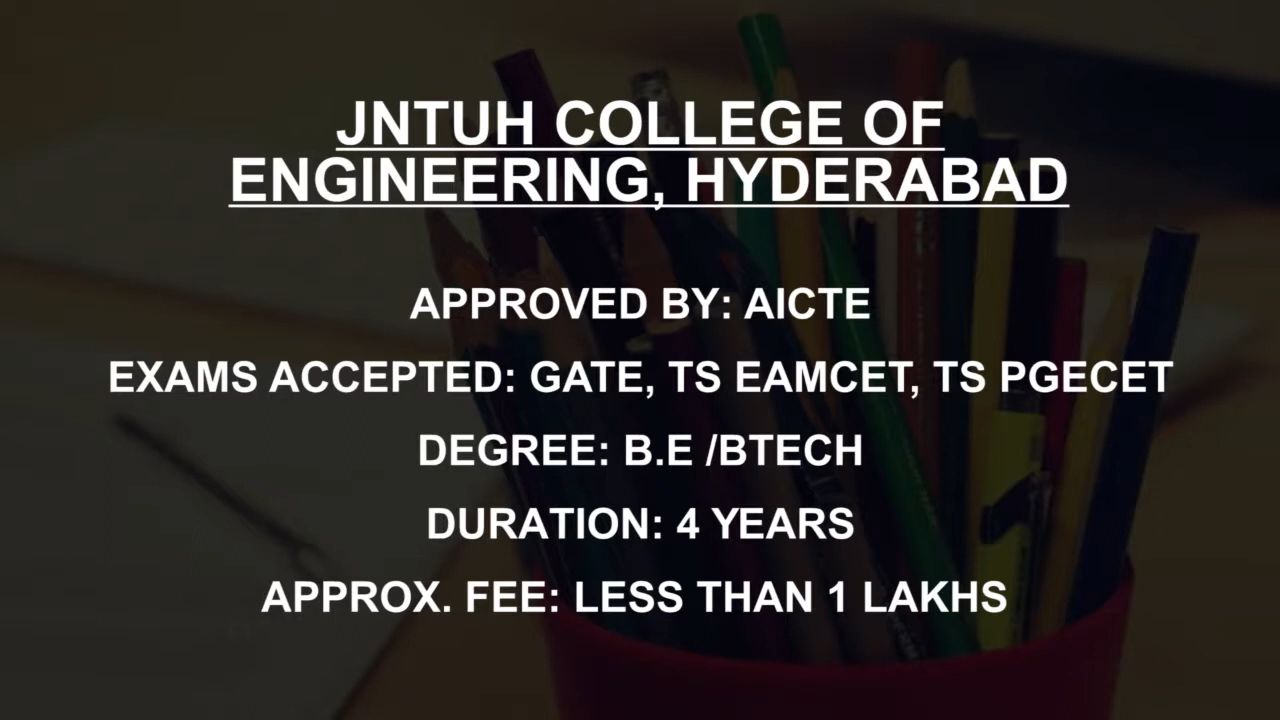 JNTUH COLLEGE OF
ENGINEERING, HYDERABAD
APPROVED BY: AICTE
EXAMS ACCEPTED: GATE, TS EAMCET, TS PGECET
DEGREE: B.E /BTECH
DURATION: 4 YEARS
APPROX. FEE: LESS THAN 1 LAKHS